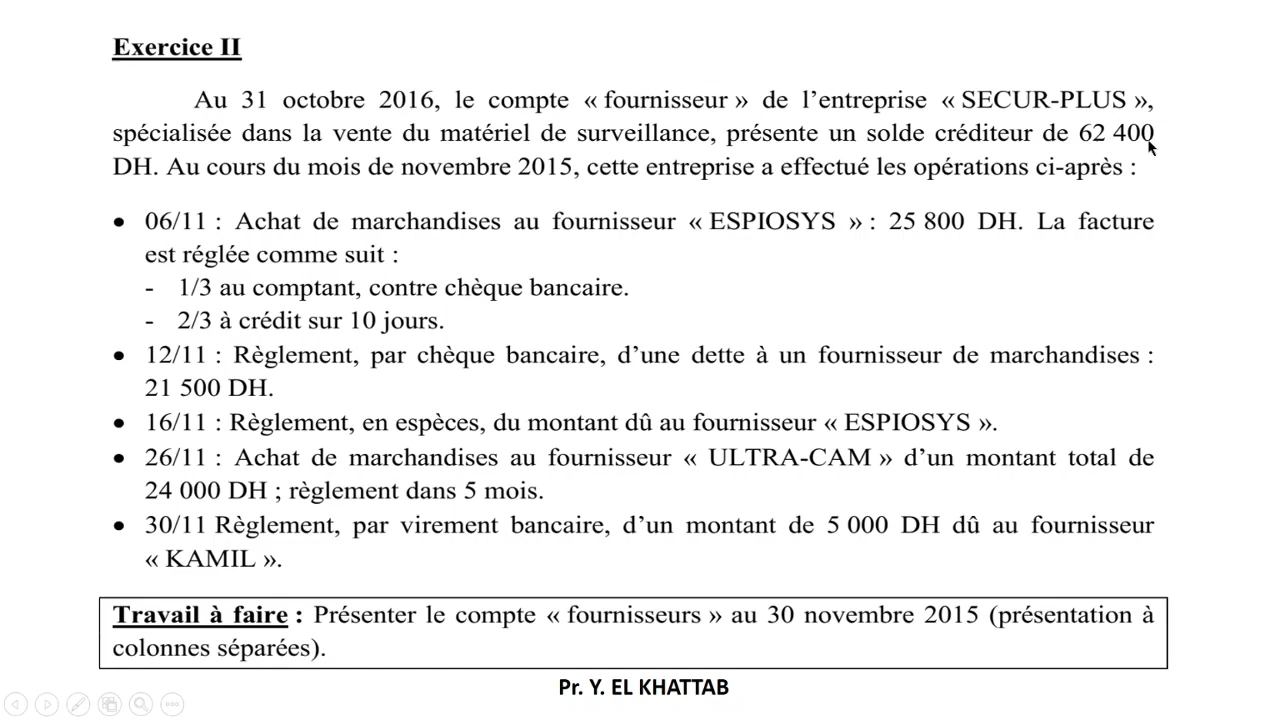 Exercice II
Au 31 octobre 2016, le compte « fournisseur » de l’entreprise « SECUR-PLUS »,
spécialisée dans la vente du matériel de surveillance, présente un solde créditeur de 62 400
DH. Au cours du mois de novembre 2015, cette entreprise a effectué les opérations ci-après :
• 06/11 : Achat de marchandises au fournisseur « ESPIOSYS » : 25 800 DH. La facture
est réglée comme suit :
- 1/3 au comptant, contre chèque bancaire.
- 2/3 à crédit sur 10 jours.
• 12/11 : Règlement, par chèque bancaire, d’une dette à un fournisseur de marchandises :
21 500 DH.
• 16/11 : Règlement, en espèces, du montant dû au fournisseur « ESPIOSYS ».
• 26/11 : Achat de marchandises au fournisseur « ULTRA-CAM » d’un montant total de
24 000 DH ; règlement dans 5 mois.
• 30/11 Règlement, par virement bancaire, d’un montant de 5 000 DH dû au fournisseur
« KAMIL ».
Travail à faire : Présenter le compte « fournisseurs » au 30 novembre 2015 (présentation à
colonnes séparées).
Pr. Y. EL KHATTAB